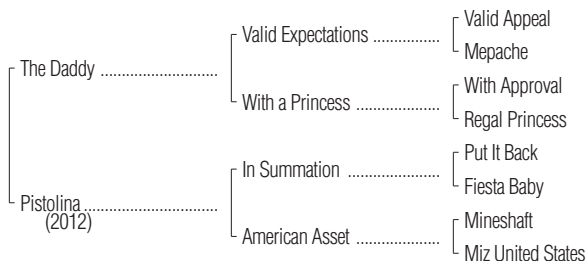 Valid Appeal
Valid Expectations ................
Mepache
The Daddy ............................
With Approval
With a Princess .....................
Regal Princess
Put It Back
In Summation .........................
Fiesta Baby
Pistolina ................................
(2012)
Mineshaft
American Asset ....................
Miz United States